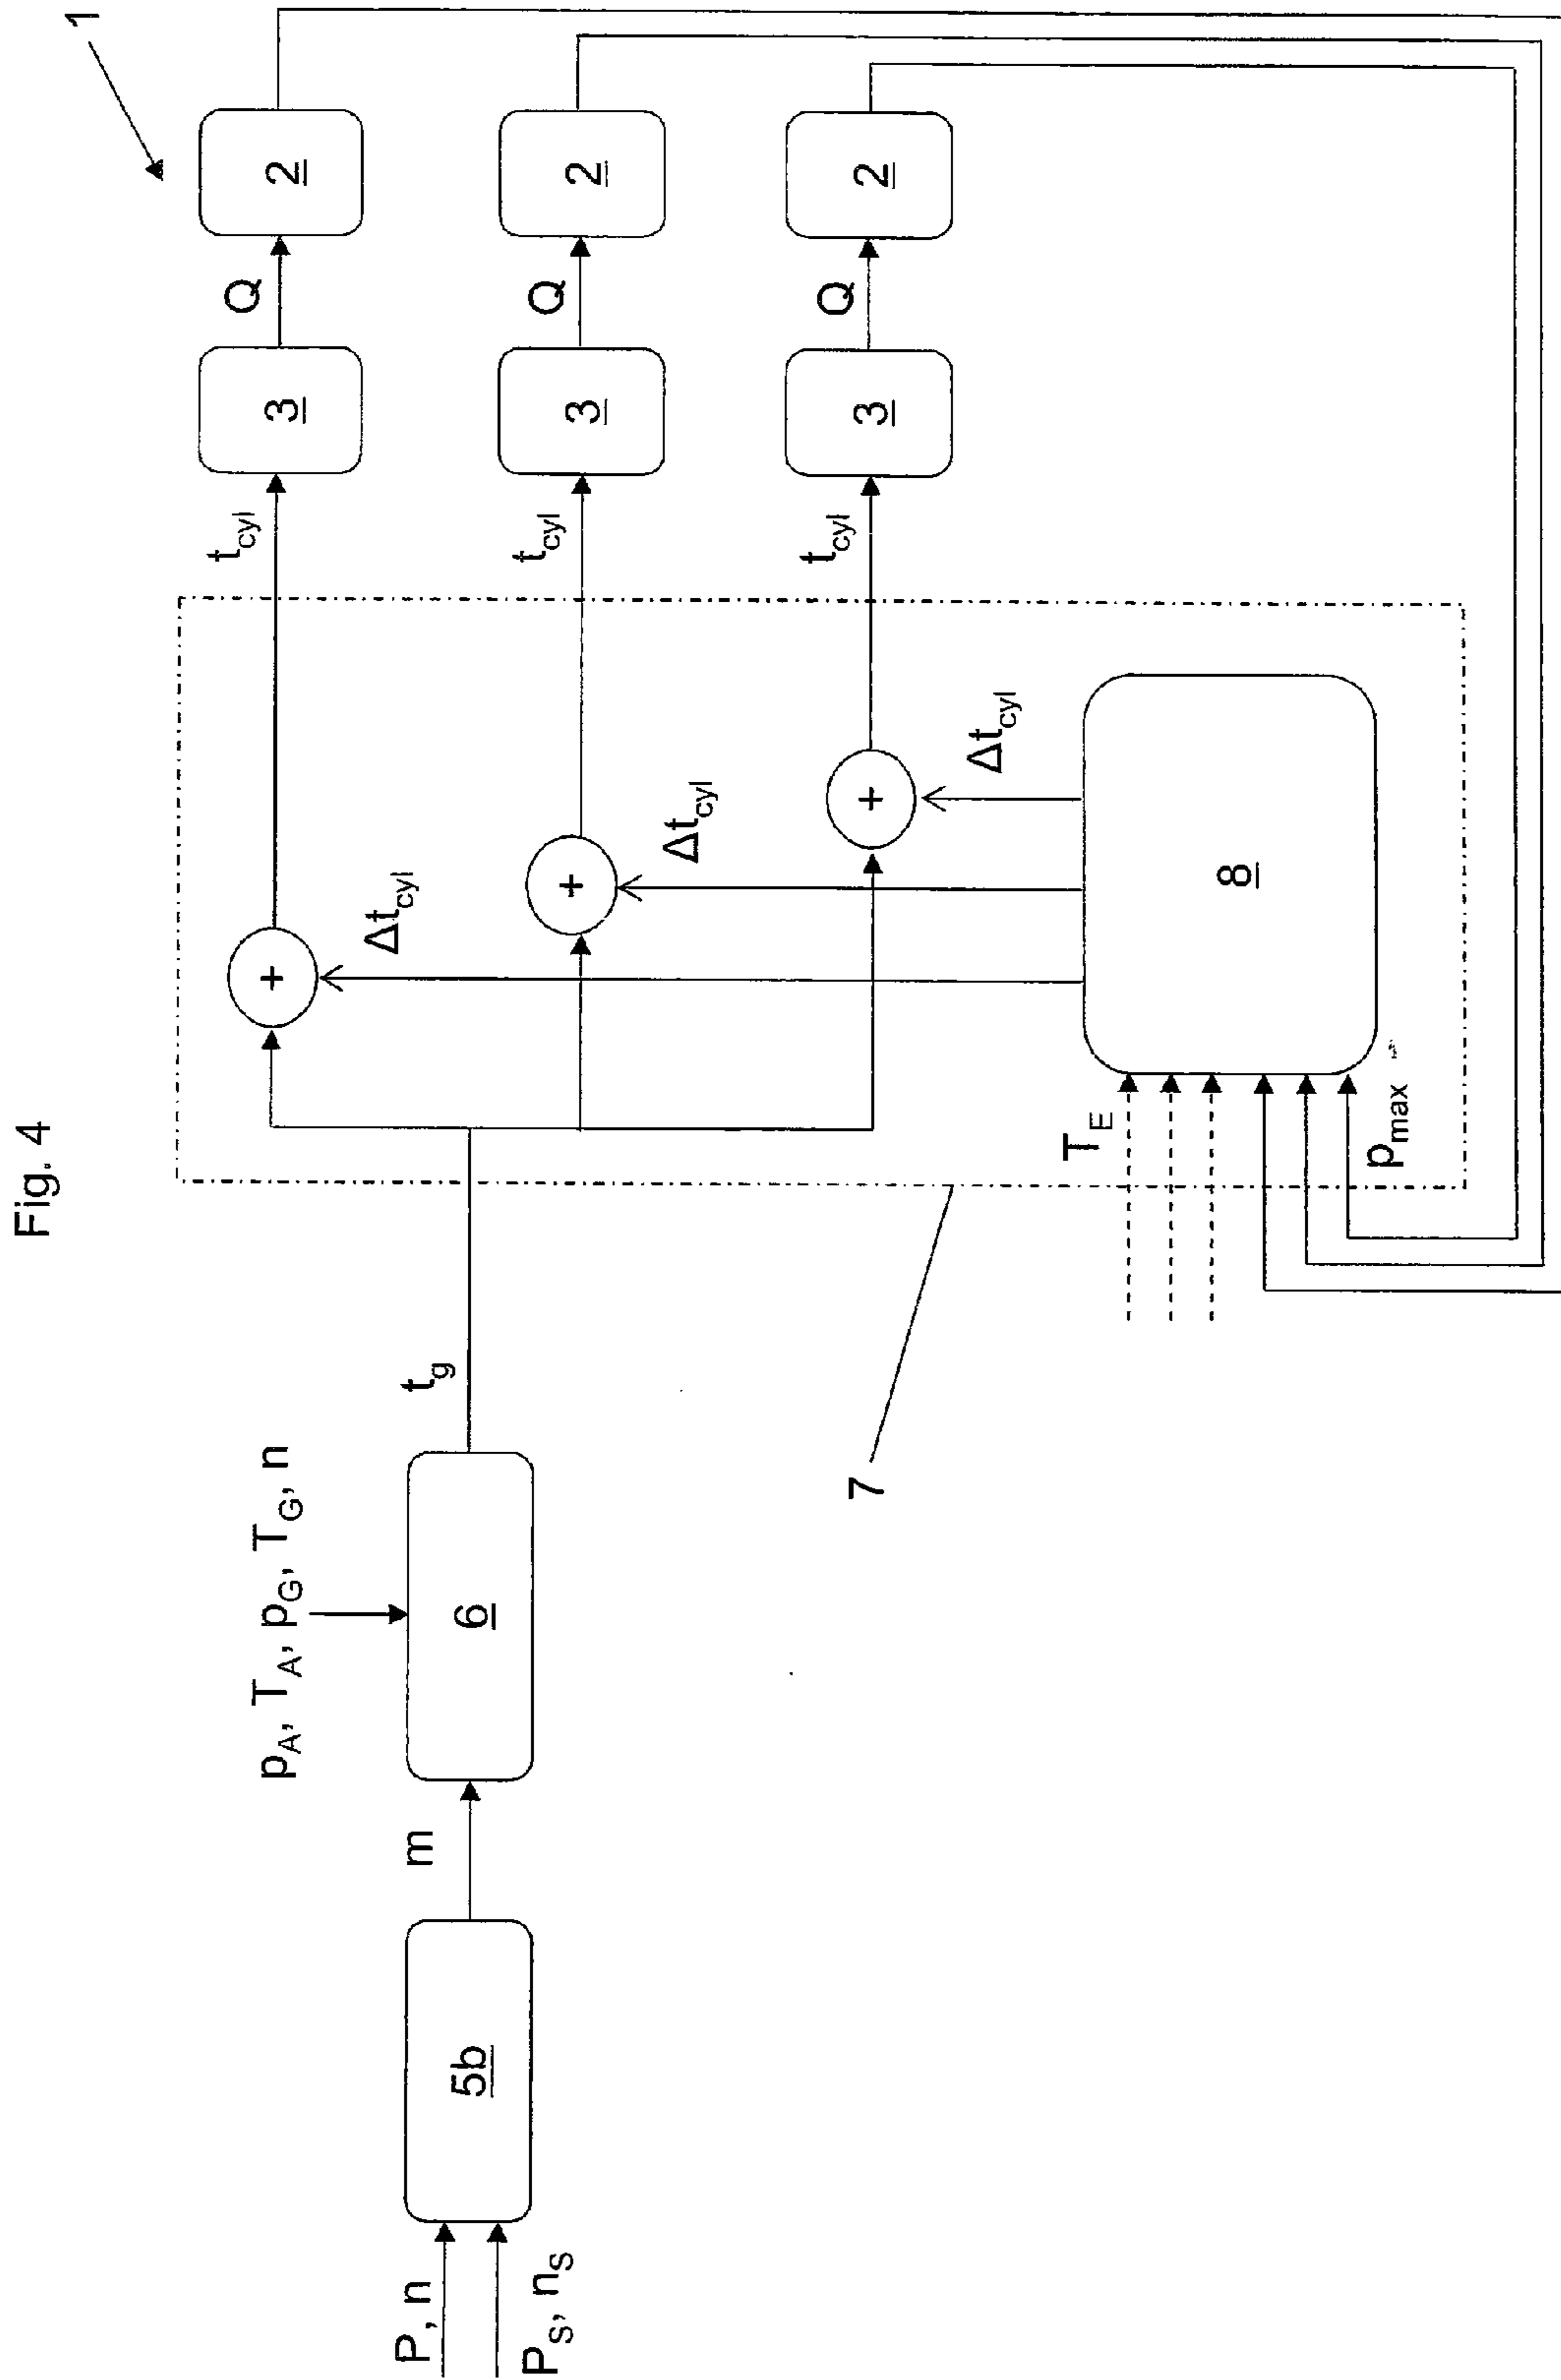 Fig. 4
1
P, n
P_S, n_S
5b
m
p_A, T_A, p_G, T_G, n
6
t_g
7
T_E
p_max
8
+
Δt_cyl
+
Δt_cyl
+
Δt_cyl
t_cyl
3
Q
2
t_cyl
3
Q
2
t_cyl
3
Q
2